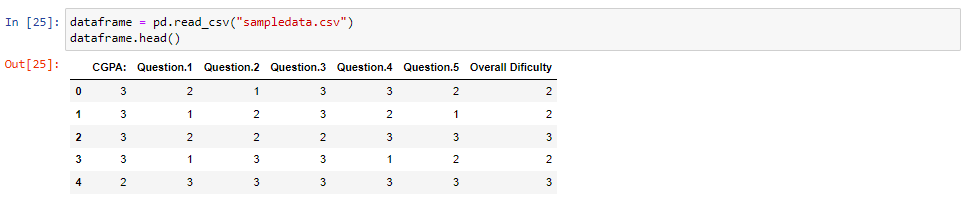 In [25]: dataframe = pd.read_csv("sampledata.csv")
dataframe.head()
Out[25]:
CGPA: Question.1 Question.2 Question.3 Question.4 Question.5 Overall Dificulty
0 3 2 1 3 3 2 2
1 3 1 2 3 2 1 2
2 3 2 2 2 3 3 3
3 3 1 3 3 1 2 2
4 2 3 3 3 3 3 3